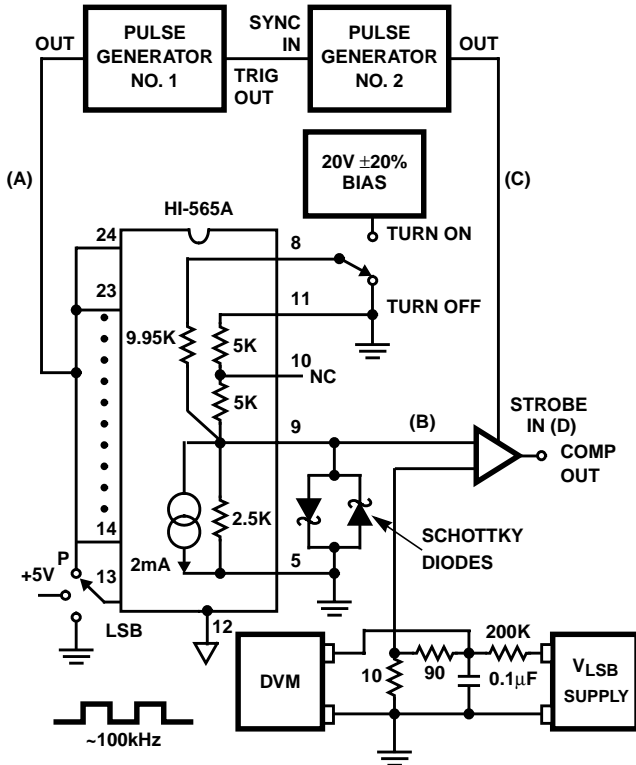 OUT
PULSE
GENERATOR
NO. 1
TRIG
OUT
SYNC
IN
PULSE
GENERATOR
NO. 2
OUT
(A)
(C)
20V ±20%
BIAS
HI-565A
TURN ON
TURN OFF
24
23
14
13
8
11
10
NC
9
5
12
9.95K
5K
5K
2.5K
2mA
(B)
STROBE
IN (D)
COMP
OUT
SCHOTTKY
DIODES
P
+5V
LSB
~100kHz
DVM
10
90
200K
0.1µF
VLSB
SUPPLY